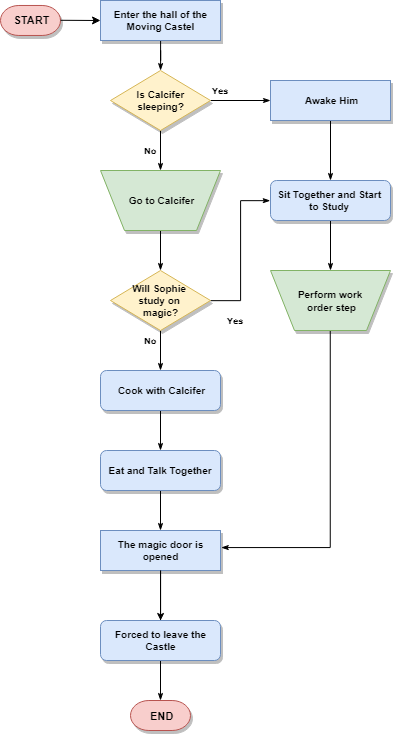 START
Enter the hall of the
Moving Castel
Is Calcifer
sleeping?
Yes
Awake Him
No
Go to Calcifer
Sit Together and Start
to Study
Will Sophie
study on
magic?
Yes
Perform work
order step
No
Cook with Calcifer
Eat and Talk Together
The magic door is
opened
Forced to leave the
Castle
END